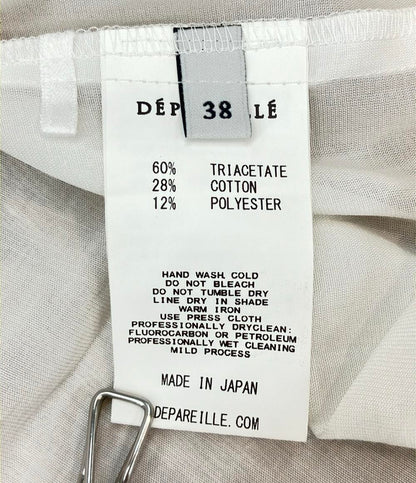 DÉP 38 LÉ
60% TRIACETATE
28% COTTON
12% POLYESTER
HAND WASH COLD
DO NOT BLEACH
DO NOT TUMBLE DRY
LINE DRY IN SHADE
WARM IRON
USE PRESS CLOTH
PROFESSIONALLY DRYCLEAN:
FLUOROCARBON OR PETROLEUM
PROFESSIONALLY WET CLEANING
MILD PROCESS
MADE IN JAPAN
DEPAREILLE.COM